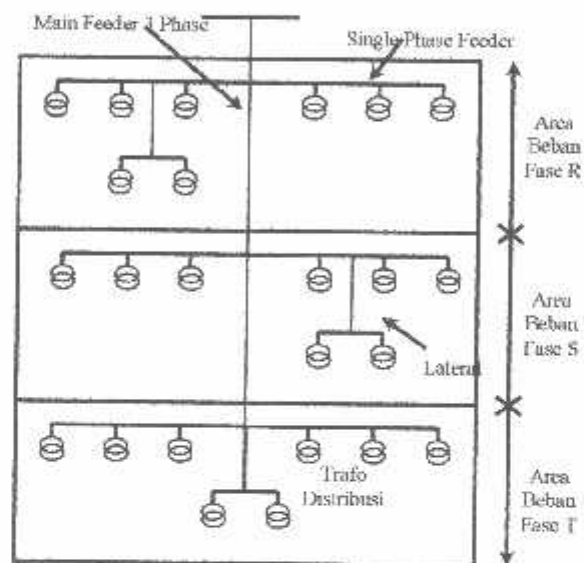 Main Feeder 3 Phase
Single Phase Feeder
Area
Beban
Fase R
Area
Beban
Fase S
Lateral
Trafo
Distribusi
Area
Beban
Fase T